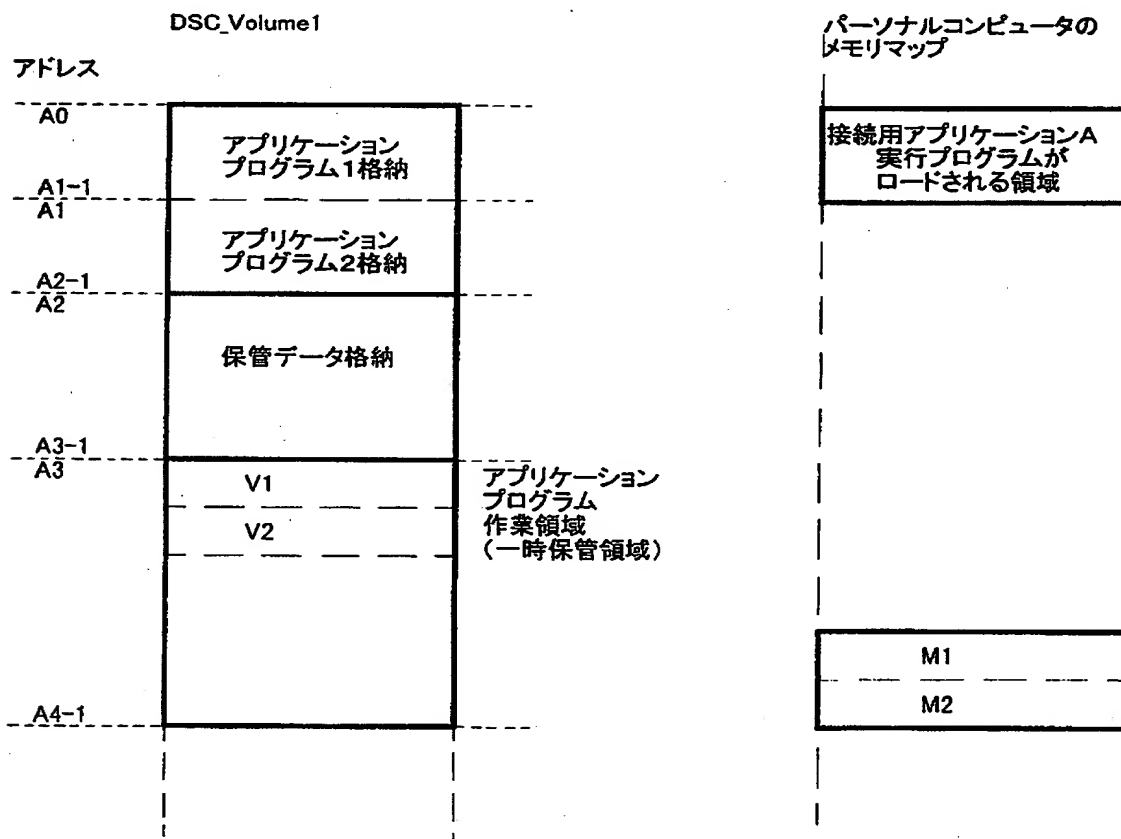 DSC_Volume1
アドレス
A0
アプリケーション
プログラム1格納
A1-1
A1
アプリケーション
プログラム2格納
A2-1
A2
保管データ格納
A3-1
A3
V1
V2
アプリケーション
プログラム
作業領域
(一時保管領域)
A4-1
パーソナルコンピュータの
メモリマップ
接続用アプリケーションA
実行プログラムが
ロードされる領域
M1
M2